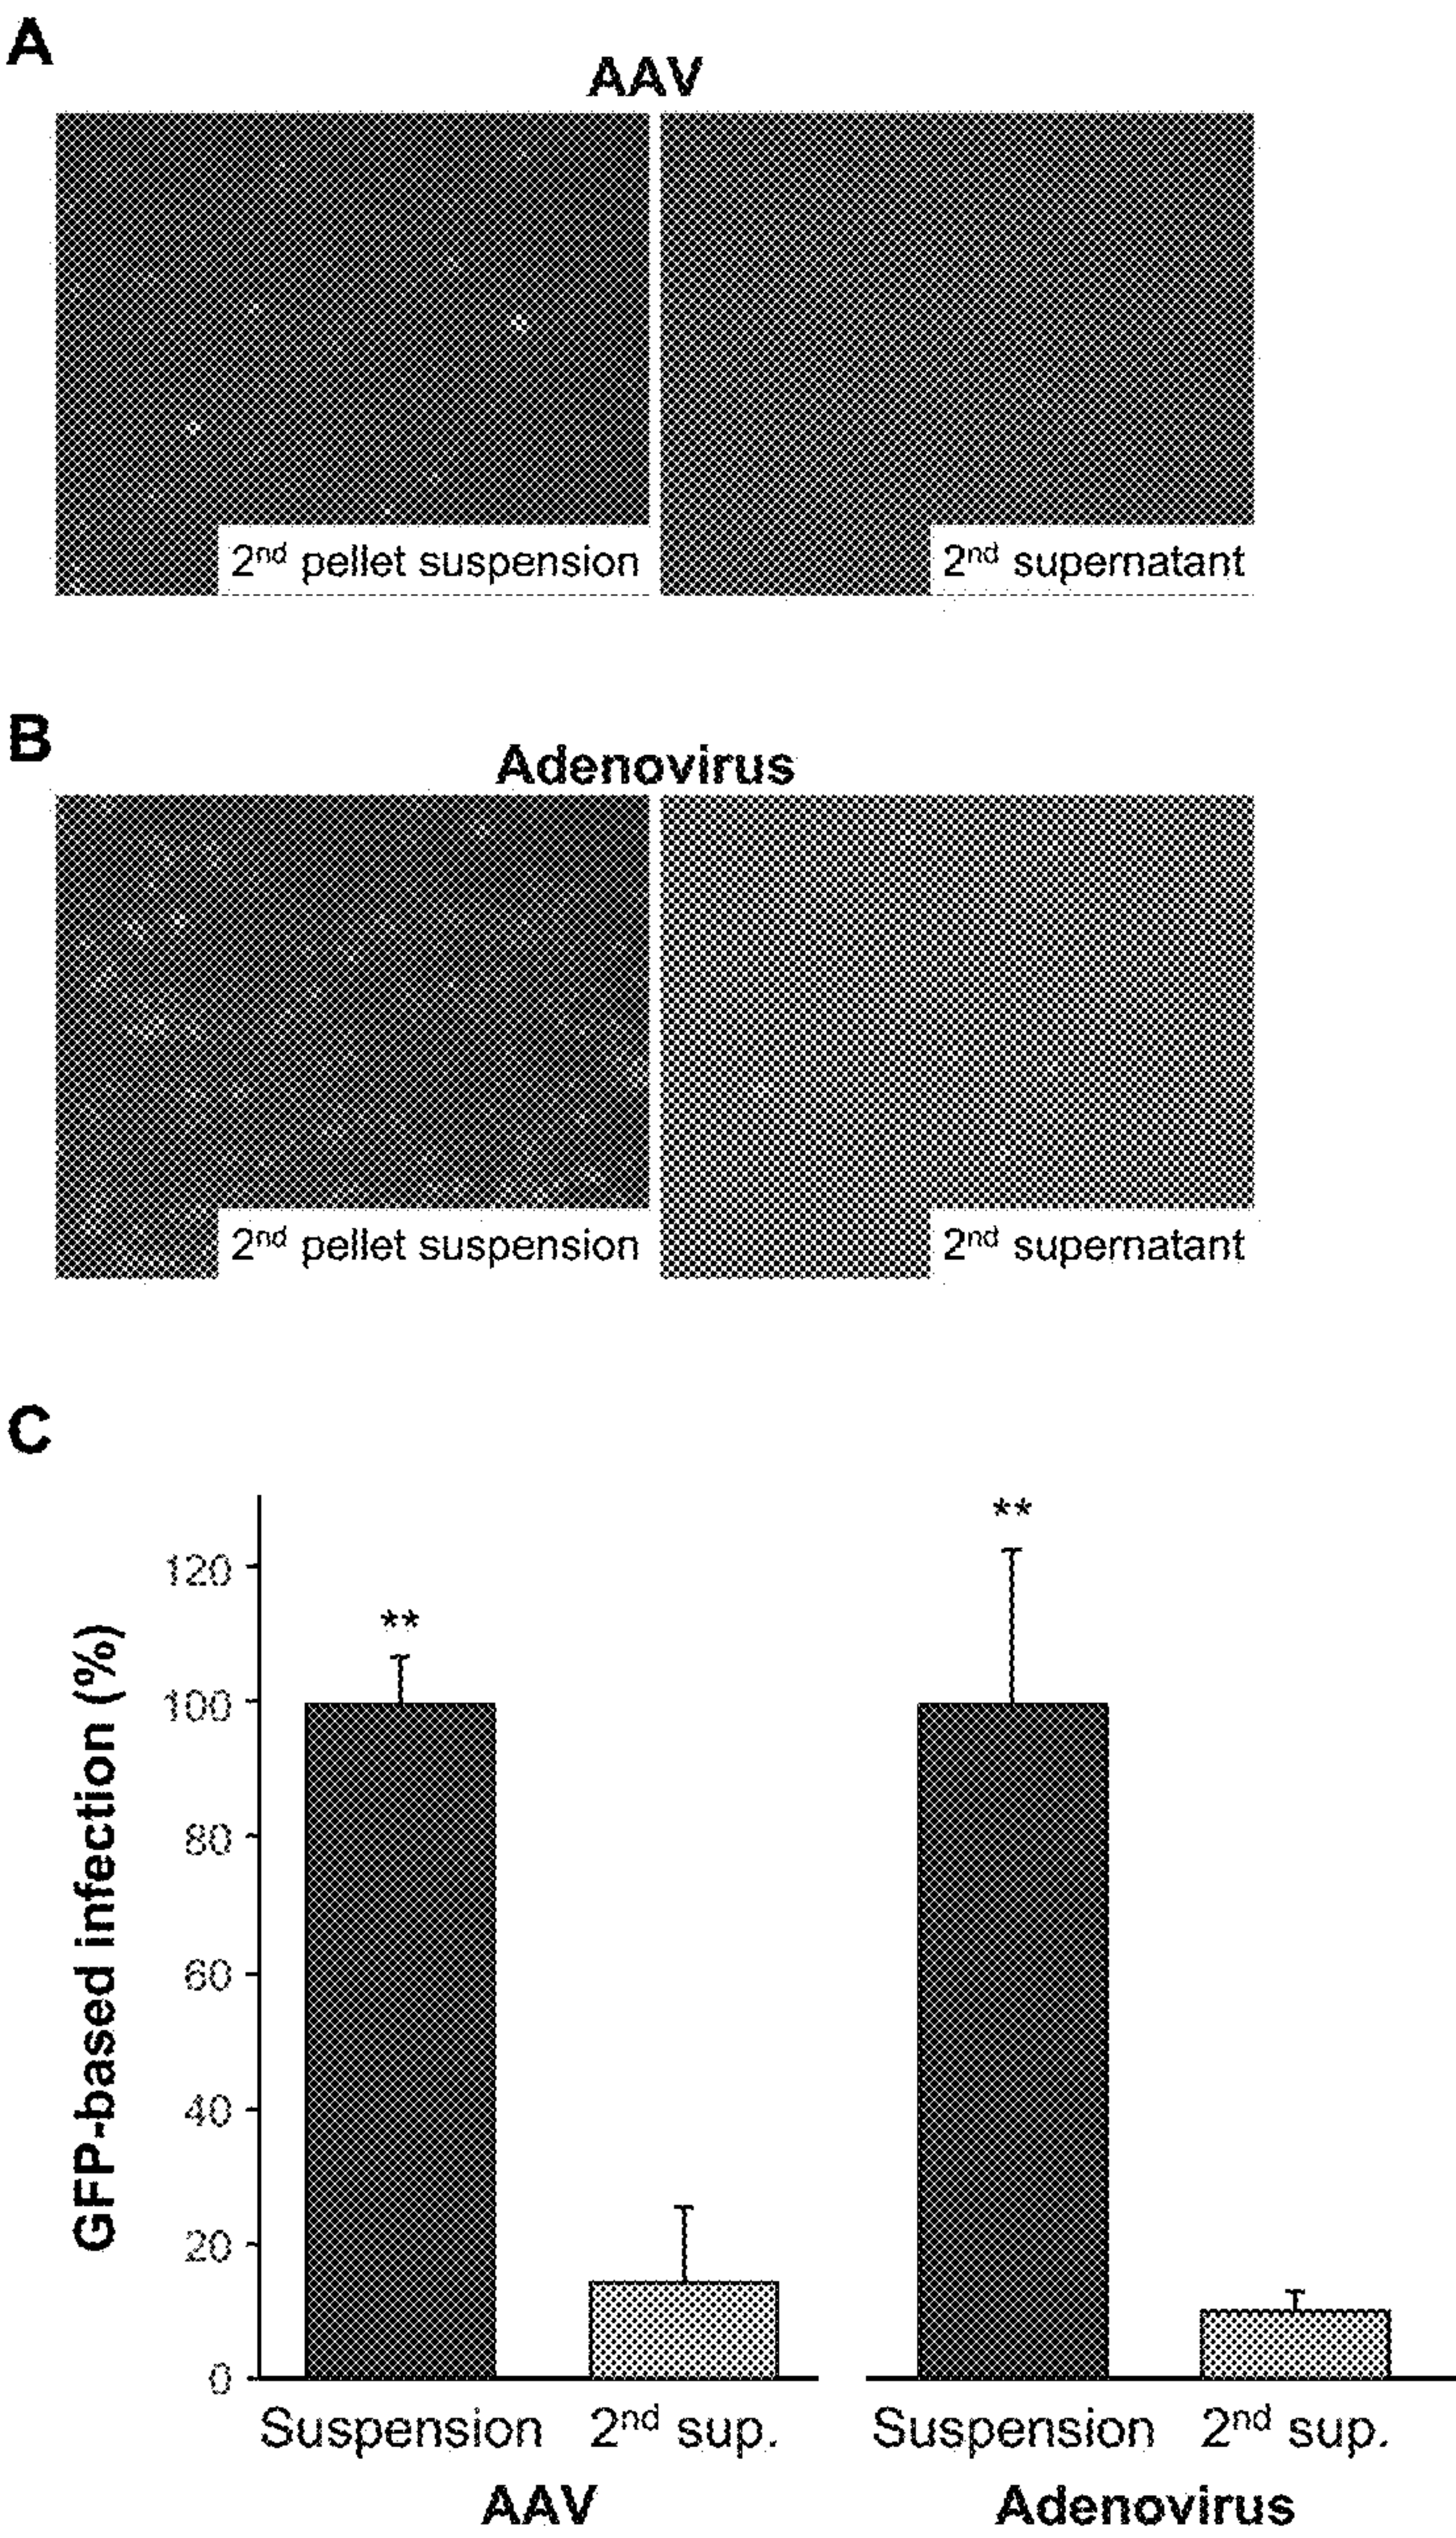 A
AAV
2nd pellet suspension
2nd supernatant
B
Adenovirus
2nd pellet suspension
2nd supernatant
C
GFP-based infection (%)
**
**
120
100
80
60
40
20
0
Suspension 2nd sup. Suspension 2nd sup.
AAV Adenovirus